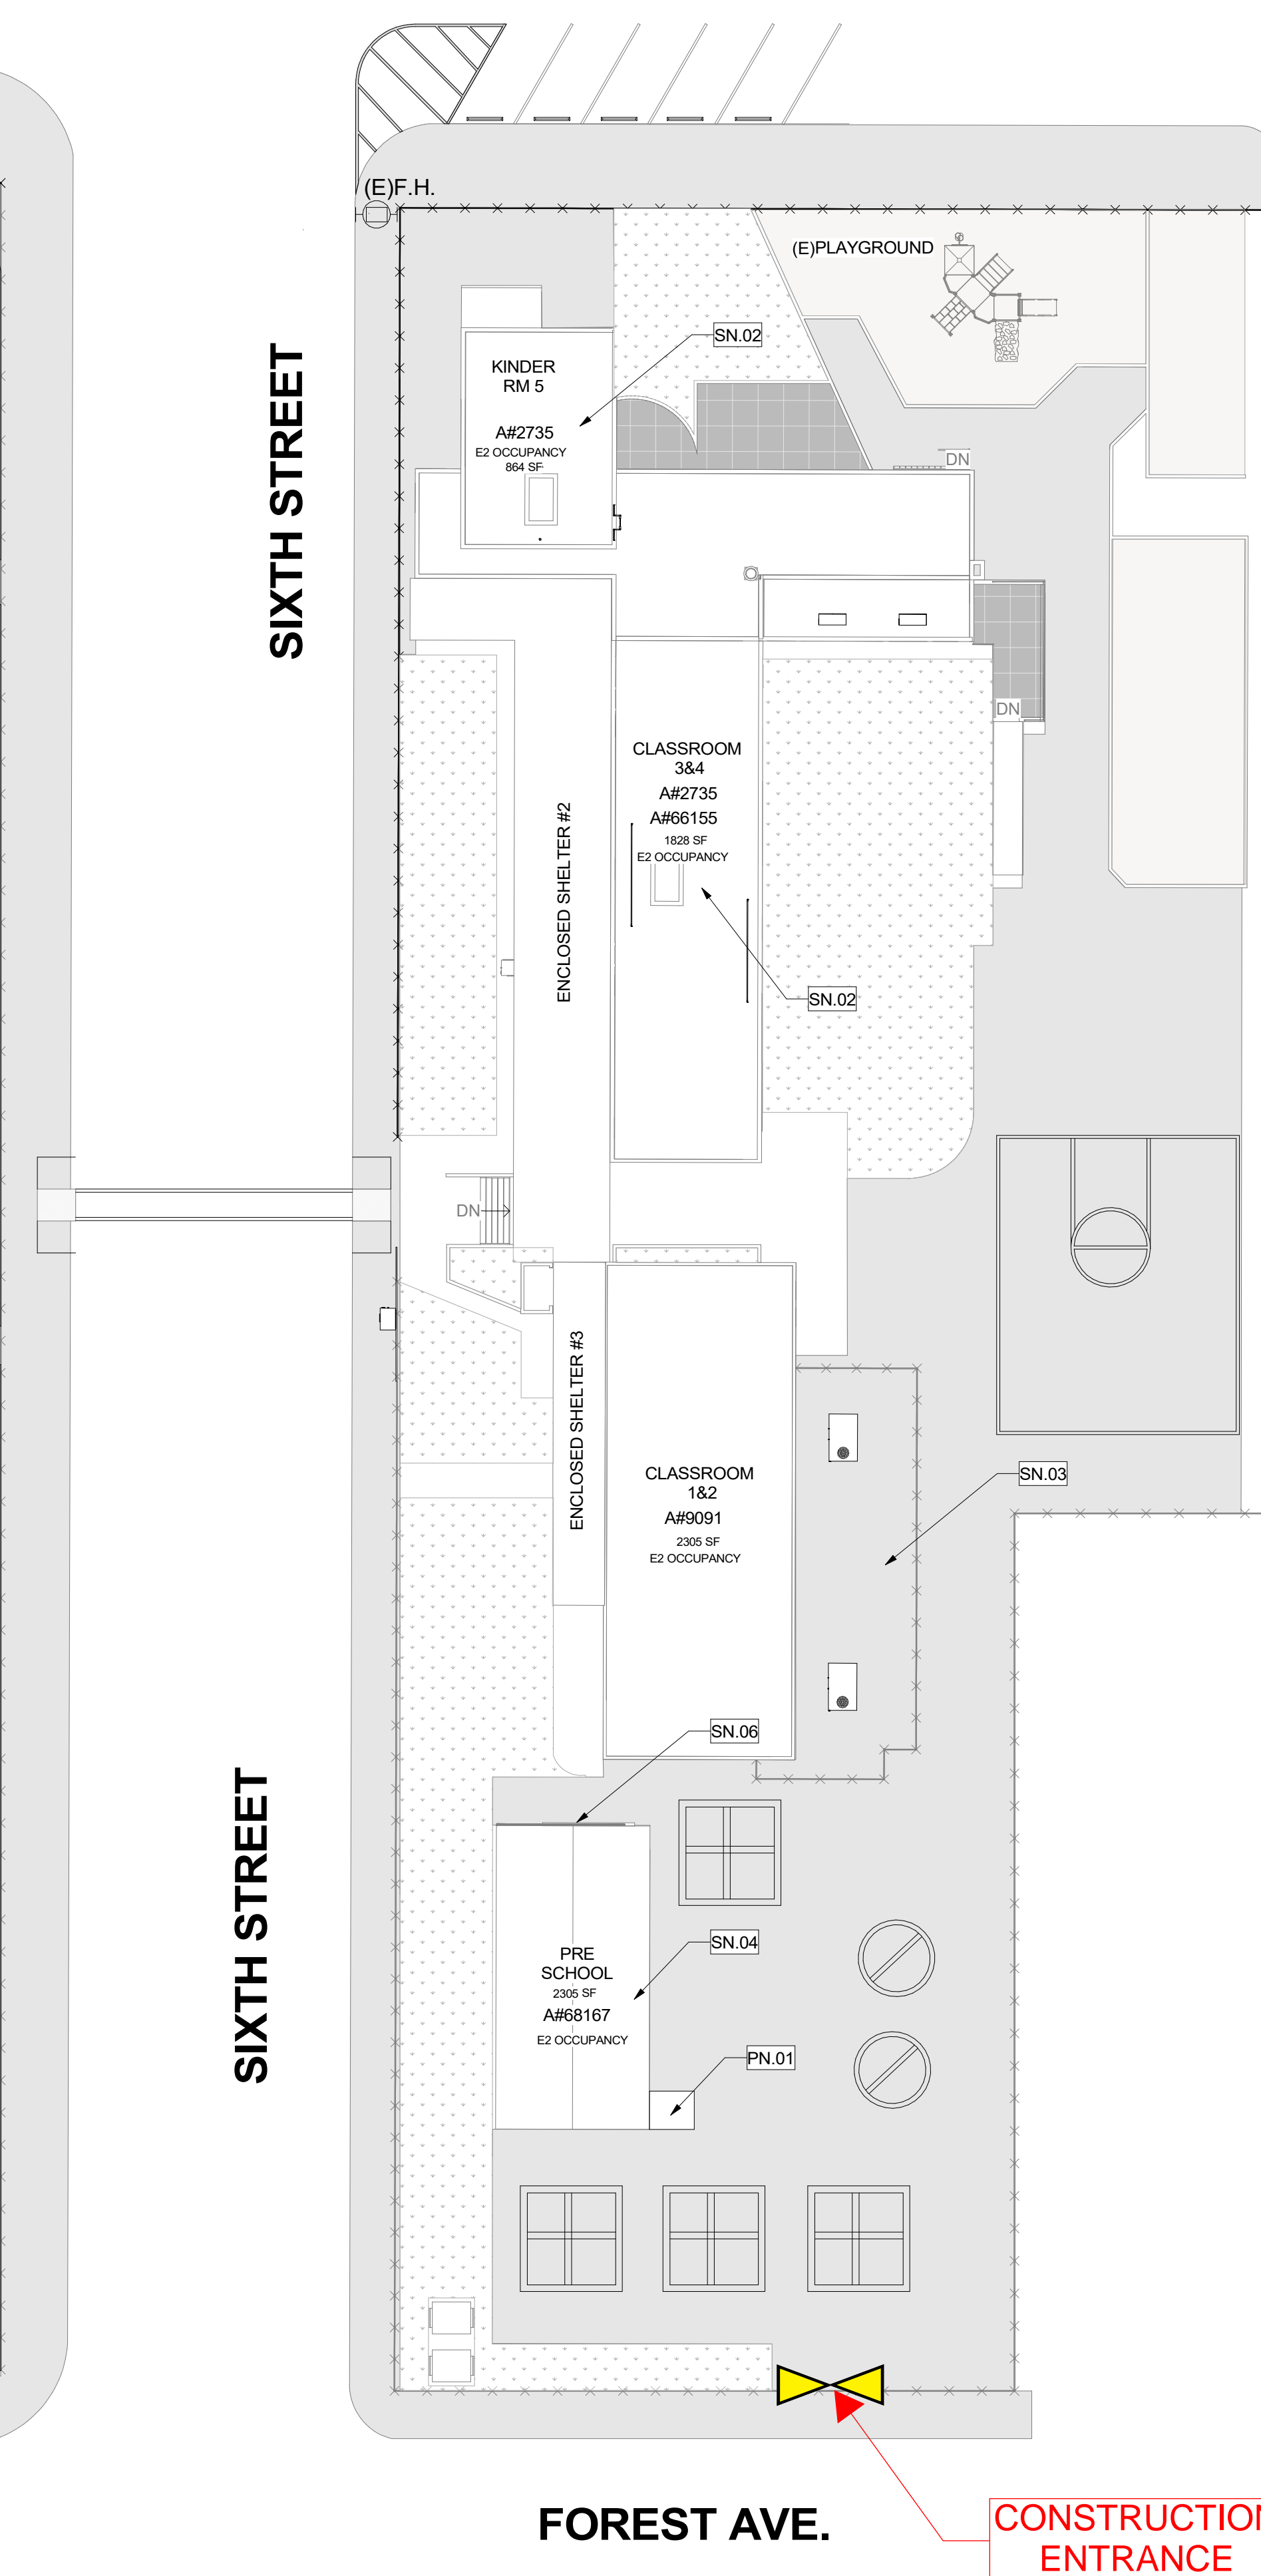 (E)F.H.
(E)PLAYGROUND
SN.02
KINDER
RM 5
A#2735
E2 OCCUPANCY
864 SF
DN
SIXTH STREET
DN
CLASSROOM
3&4
A#2735
A#66155
1828 SF
E2 OCCUPANCY
ENCLOSED SHELTER #2
SN.02
DN
ENCLOSED SHELTER #3
CLASSROOM
1&2
A#9091
2305 SF
E2 OCCUPANCY
SN.03
SN.06
SIXTH STREET
SN.04
PRE
SCHOOL
2305 SF
A#68167
E2 OCCUPANCY
PN.01
FOREST AVE.
CONSTRUCTION
ENTRANCE